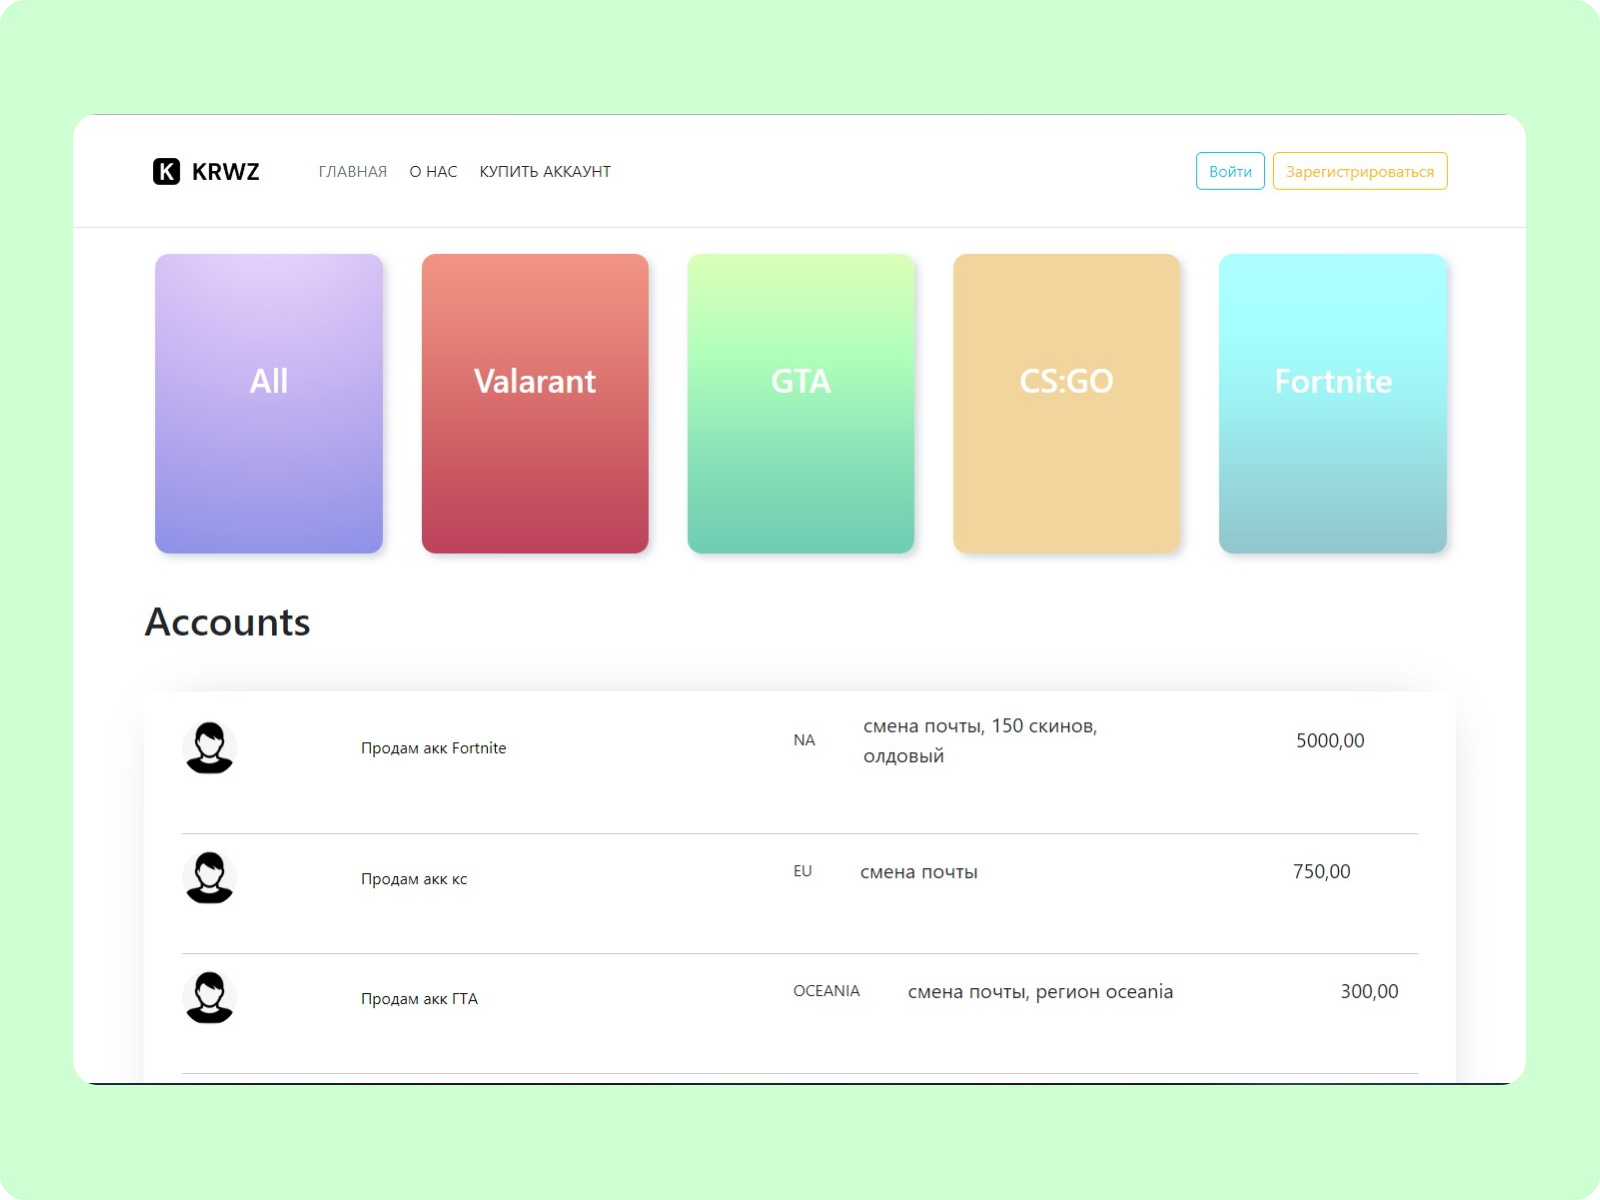 K KRWZ ГЛАВНАЯ О НАС КУПИТЬ АККАУНТ Войти Зарегистрироваться
All Valarant GTA CS:GO Fortnite
Accounts
Продам акк Fortnite NA смена почты, 150 скинов, 5000,00
олдовый
Продам акк кс EU смена почты 750,00
Продам акк ГТА OCEANIA смена почты, регион oceania 300,00